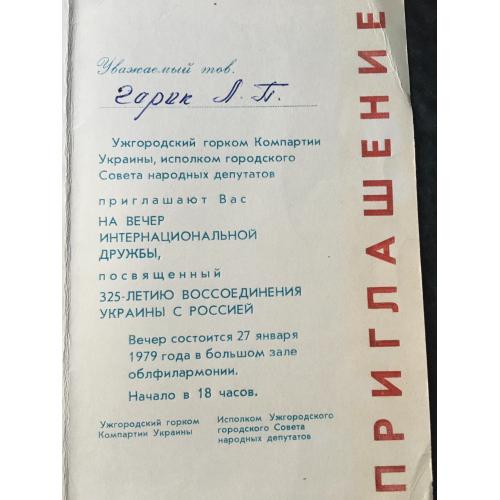 Уважаемый тов.
Гарик Л. П.
Ужгородский горком Компартии
Украины, исполком городского
Совета народных депутатов
приглашают Вас
НА ВЕЧЕР
ИНТЕРНАЦИОНАЛЬНОЙ
ДРУЖБЫ,
посвященный
325-ЛЕТИЮ ВОССОЕДИНЕНИЯ
УКРАИНЫ С РОССИЕЙ
Вечер состоится 27 января
1979 года в большом зале
облфилармонии.
Начало в 18 часов.
Ужгородский горком
Компартии Украины
Исполком Ужгородского
городского Совета
народных депутатов
ПРИГЛАШЕНИЕ